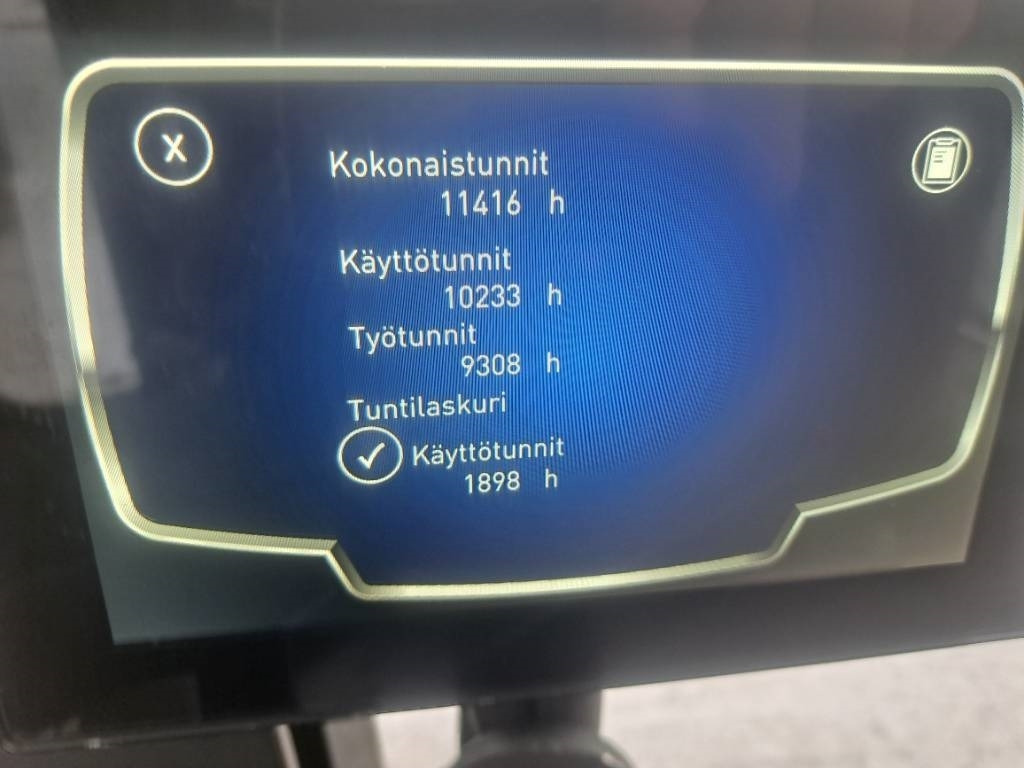 X
Kokonaistunnit
11416 h
Käyttötunnit
10233 h
Työtunnit
9308 h
Tuntilaskuri
Käyttötunnit
1898 h